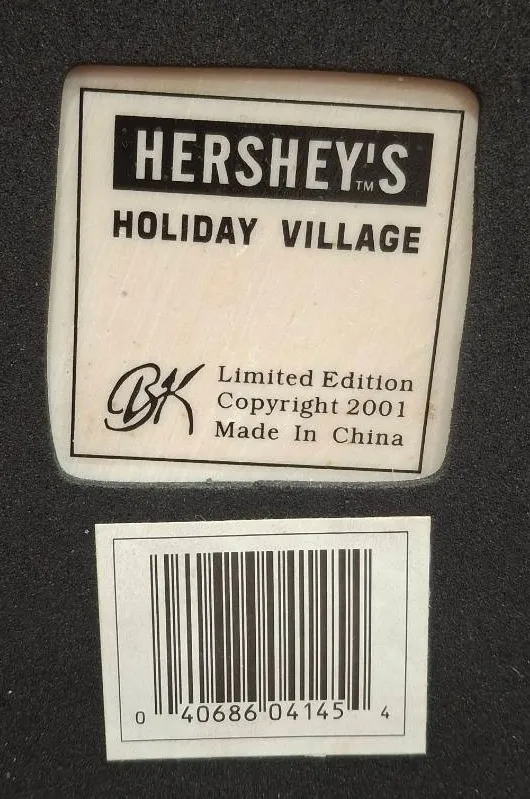 HERSHEY'S™
HOLIDAY VILLAGE
BK
Limited Edition
Copyright 2001
Made In China
0 40686 04145 4